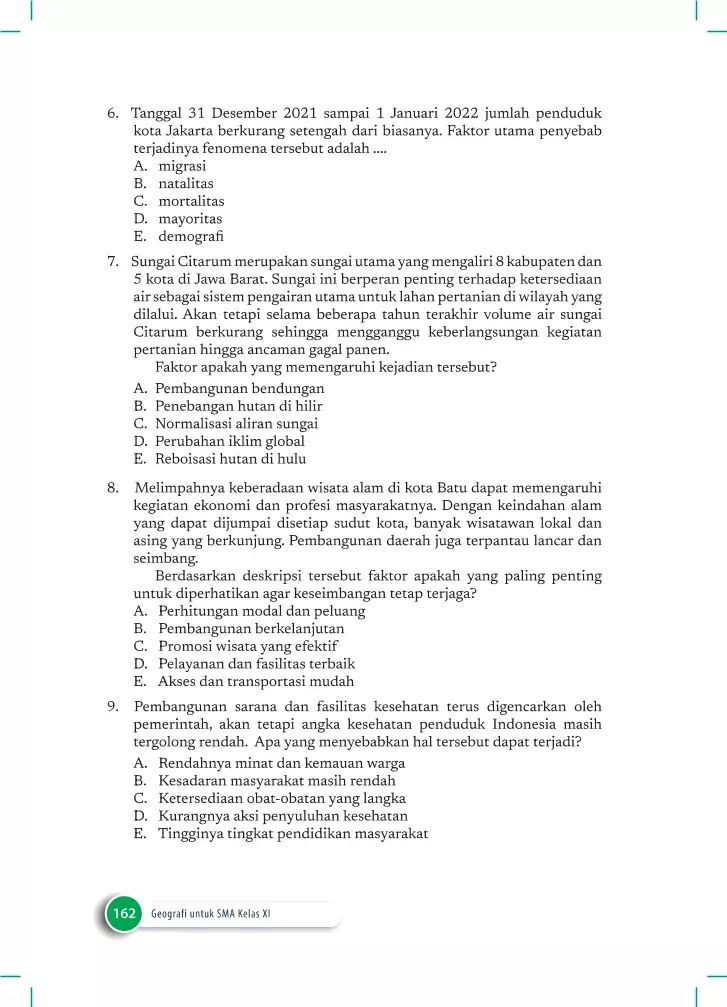 6. Tanggal 31 Desember 2021 sampai 1 Januari 2022 jumlah penduduk
kota Jakarta berkurang setengah dari biasanya. Faktor utama penyebab
terjadinya fenomena tersebut adalah ....
A. migrasi
B. natalitas
C. mortalitas
D. mayoritas
E. demografi
7. Sungai Citarum merupakan sungai utama yang mengaliri 8 kabupaten dan
5 kota di Jawa Barat. Sungai ini berperan penting terhadap ketersediaan
air sebagai sistem pengairan utama untuk lahan pertanian di wilayah yang
dilalui. Akan tetapi selama beberapa tahun terakhir volume air sungai
Citarum berkurang sehingga mengganggu keberlangsungan kegiatan
pertanian hingga ancaman gagal panen.
Faktor apakah yang memengaruhi kejadian tersebut?
A. Pembangunan bendungan
B. Penebangan hutan di hilir
C. Normalisasi aliran sungai
D. Perubahan iklim global
E. Reboisasi hutan di hulu
8. Melimpahnya keberadaan wisata alam di kota Batu dapat memengaruhi
kegiatan ekonomi dan profesi masyarakatnya. Dengan keindahan alam
yang dapat dijumpai disetiap sudut kota, banyak wisatawan lokal dan
asing yang berkunjung. Pembangunan daerah juga terpantau lancar dan
seimbang.
Berdasarkan deskripsi tersebut faktor apakah yang paling penting
untuk diperhatikan agar keseimbangan tetap terjaga?
A. Perhitungan modal dan peluang
B. Pembangunan berkelanjutan
C. Promosi wisata yang efektif
D. Pelayanan dan fasilitas terbaik
E. Akses dan transportasi mudah
9. Pembangunan sarana dan fasilitas kesehatan terus digencarkan oleh
pemerintah, akan tetapi angka kesehatan penduduk Indonesia masih
tergolong rendah. Apa yang menyebabkan hal tersebut dapat terjadi?
A. Rendahnya minat dan kemauan warga
B. Kesadaran masyarakat masih rendah
C. Ketersediaan obat-obatan yang langka
D. Kurangnya aksi penyuluhan kesehatan
E. Tingginya tingkat pendidikan masyarakat
162 Geografi untuk SMA Kelas XI